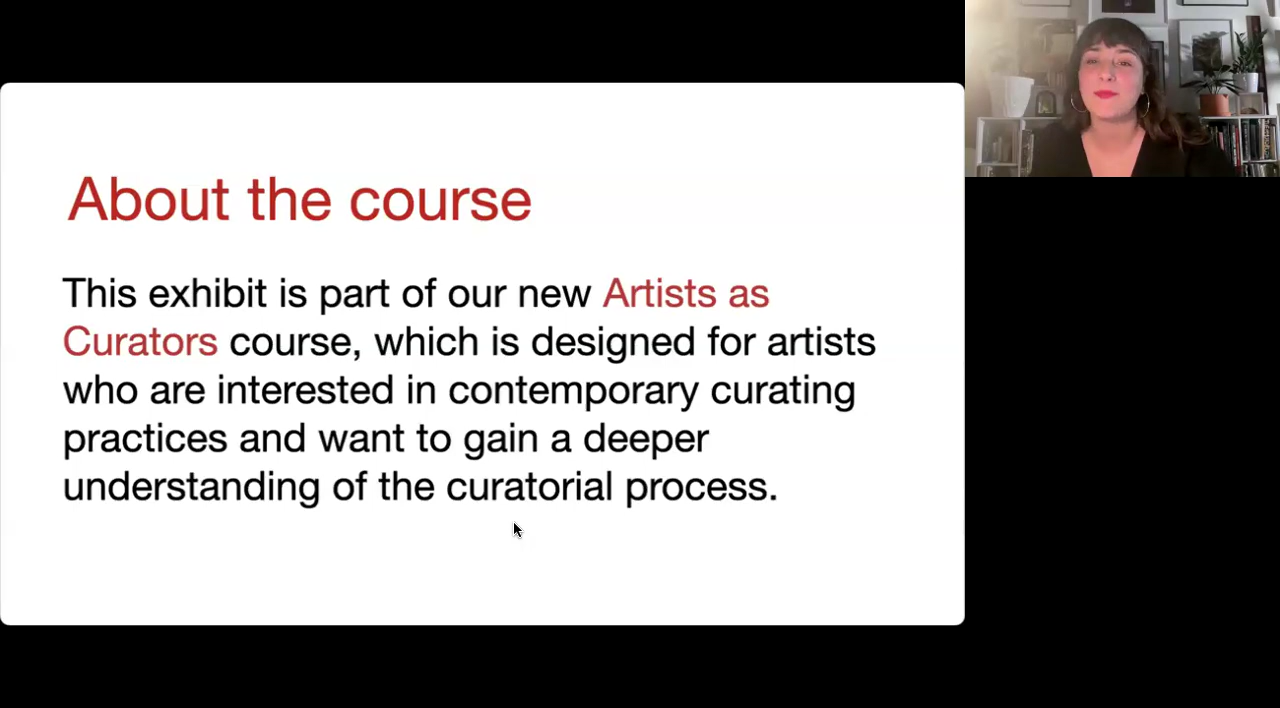 About the course
This exhibit is part of our new Artists as
Curators course, which is designed for artists
who are interested in contemporary curating
practices and want to gain a deeper
understanding of the curatorial process.